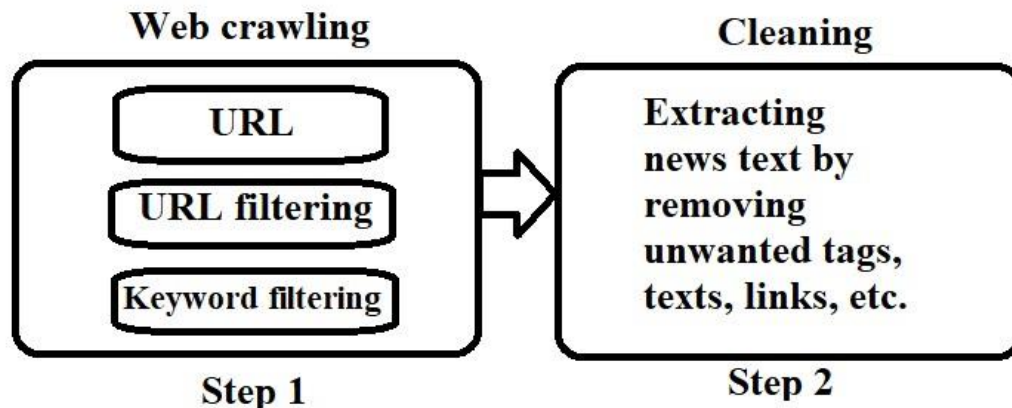 Web crawling
URL
URL filtering
Keyword filtering
Step 1
Cleaning
Extracting
news text by
removing
unwanted tags,
texts, links, etc.
Step 2